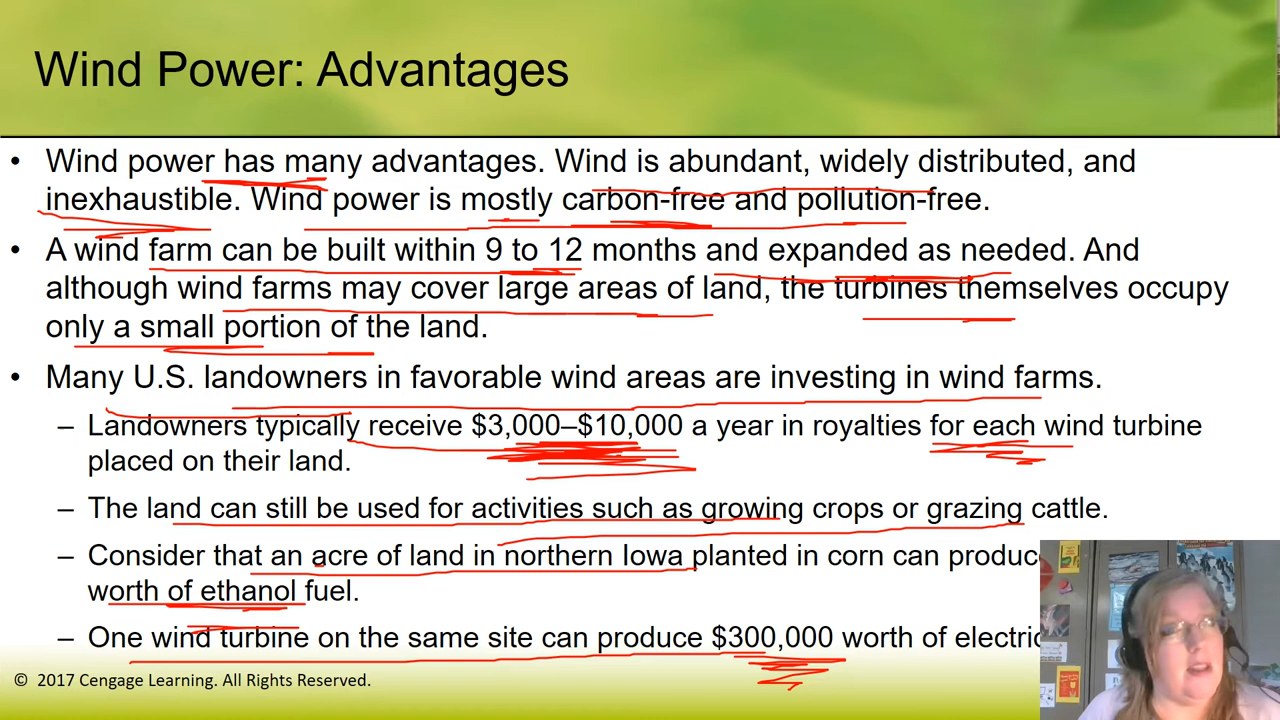 Wind Power: Advantages
• Wind power has many advantages. Wind is abundant, widely distributed, and
inexhaustible. Wind power is mostly carbon-free and pollution-free.
• A wind farm can be built within 9 to 12 months and expanded as needed. And
although wind farms may cover large areas of land, the turbines themselves occupy
only a small portion of the land.
• Many U.S. landowners in favorable wind areas are investing in wind farms.
– Landowners typically receive $3,000–$10,000 a year in royalties for each wind turbine
placed on their land.
– The land can still be used for activities such as growing crops or grazing cattle.
– Consider that an acre of land in northern Iowa planted in corn can produc
worth of ethanol fuel.
– One wind turbine on the same site can produce $300,000 worth of electric
© 2017 Cengage Learning. All Rights Reserved.